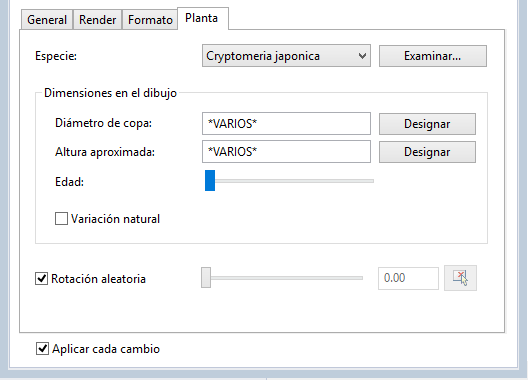 General Render Formato Planta
Especie: Cryptomeria japonica Examinar...
Dimensiones en el dibujo
Diámetro de copa: *VARIOS* Designar
Altura aproximada: *VARIOS* Designar
Edad:
Variación natural
Rotación aleatoria 0.00
Aplicar cada cambio